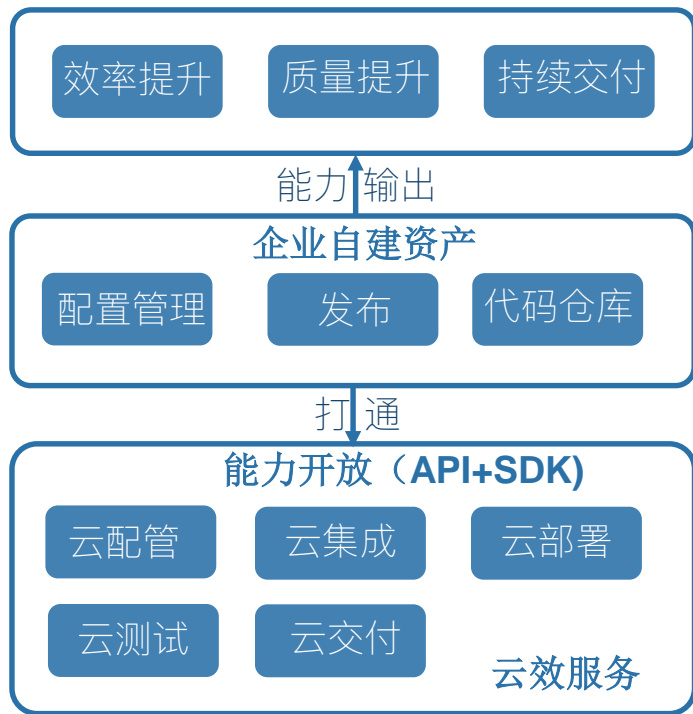 效率提升 质量提升 持续交付
能力输出
企业自建资产
配置管理 发布 代码仓库
打通
能力开放（API+SDK)
云配管 云集成 云部署
云测试 云交付
云效服务